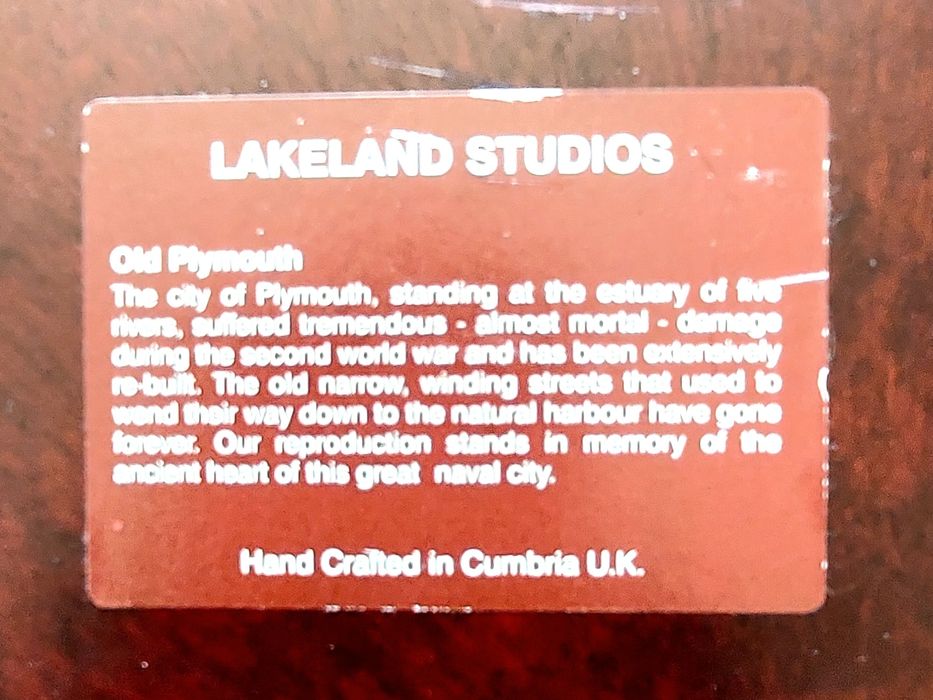 LAKELAND STUDIOS
Old Plymouth
The city of Plymouth, standing at the estuary of five
rivers, suffered tremendous - almost mortal - damage
during the second world war and has been extensively
re-built. The old narrow, winding streets that used to
wend their way down to the natural harbour have gone
forever. Our reproduction stands in memory of the
ancient heart of this great naval city.
Hand Crafted in Cumbria U.K.